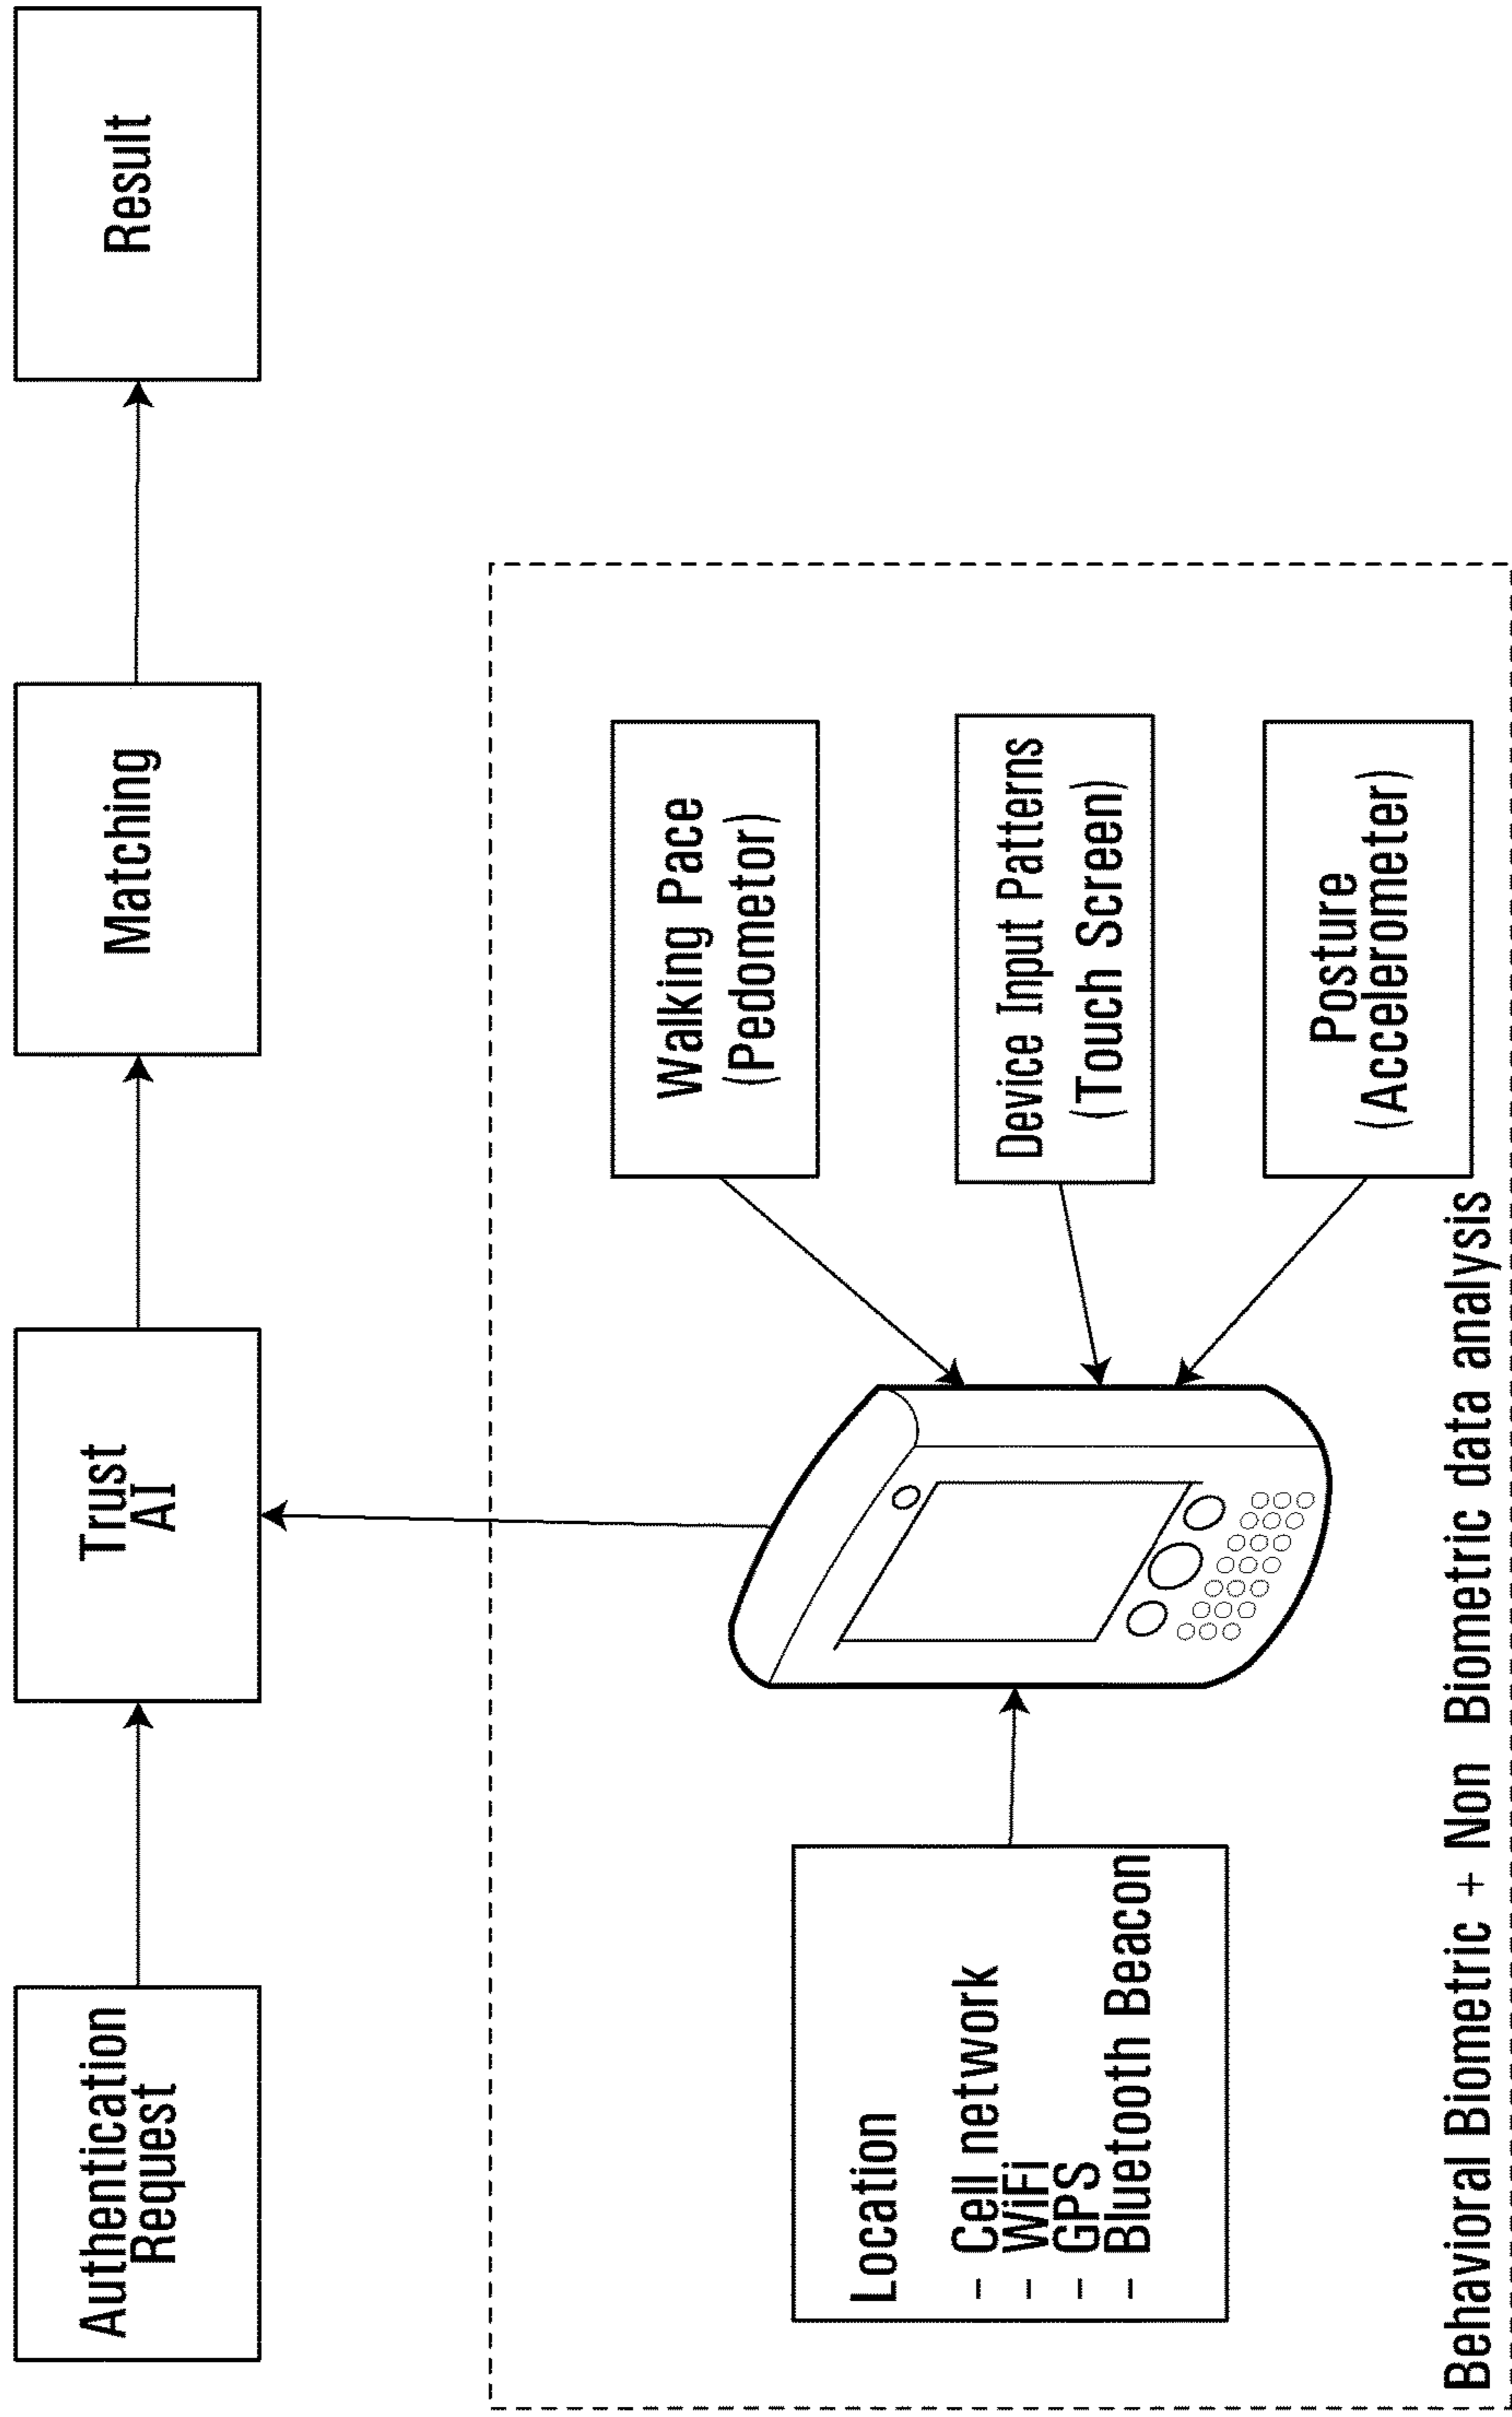 Authentication
Request
Trust
AI
Matching
Result
Location
- Cell network
- WiFi
- GPS
- Bluetooth Beacon
Walking Pace
(Pedometor)
Device Input Patterns
(Touch Screen)
Posture
(Accelerometer)
Behavioral Biometric + Non Biometric data analysis